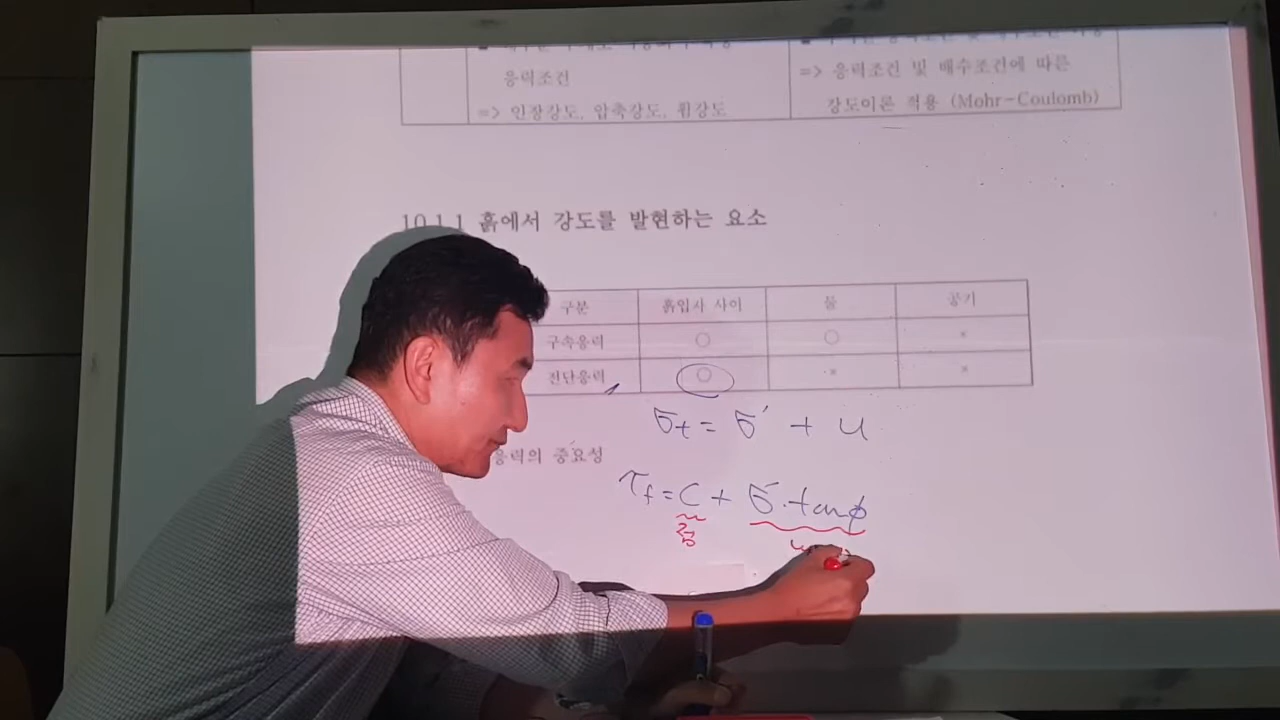 응력조건
=> 인장강도, 압축강도, 휨강도
=> 응력조건 및 배수조건에 따른
강도이론 적용 (Mohr-Coulomb)
10.1.1 흙에서 강도를 발현하는 요소
구분 흙입자 사이 물 공기
구속응력 ○ ○ ×
전단응력 ○ × ×
σt = σ' + u
응력의 중요성
τf = C + σ'·tanφ
점